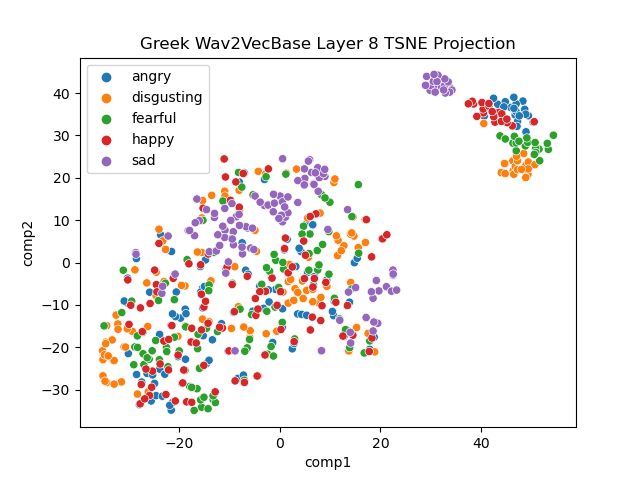 Greek Wav2VecBase Layer 8 TSNE Projection
angry
disgusting
fearful
happy
sad
comp2
40
30
20
10
0
−10
−20
−30
−20
0
20
40
comp1